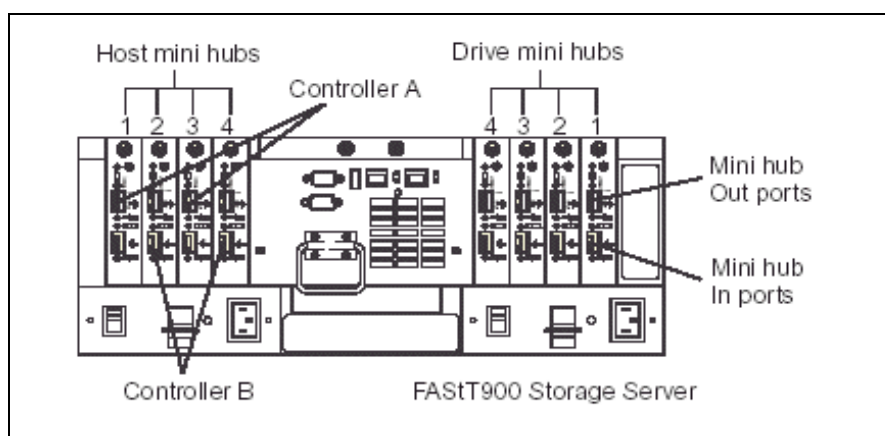 Host mini hubs
Drive mini hubs
Controller A
1 2 3 4
4 3 2 1
Mini hub
Out ports
Mini hub
In ports
Controller B
FAStT900 Storage Server